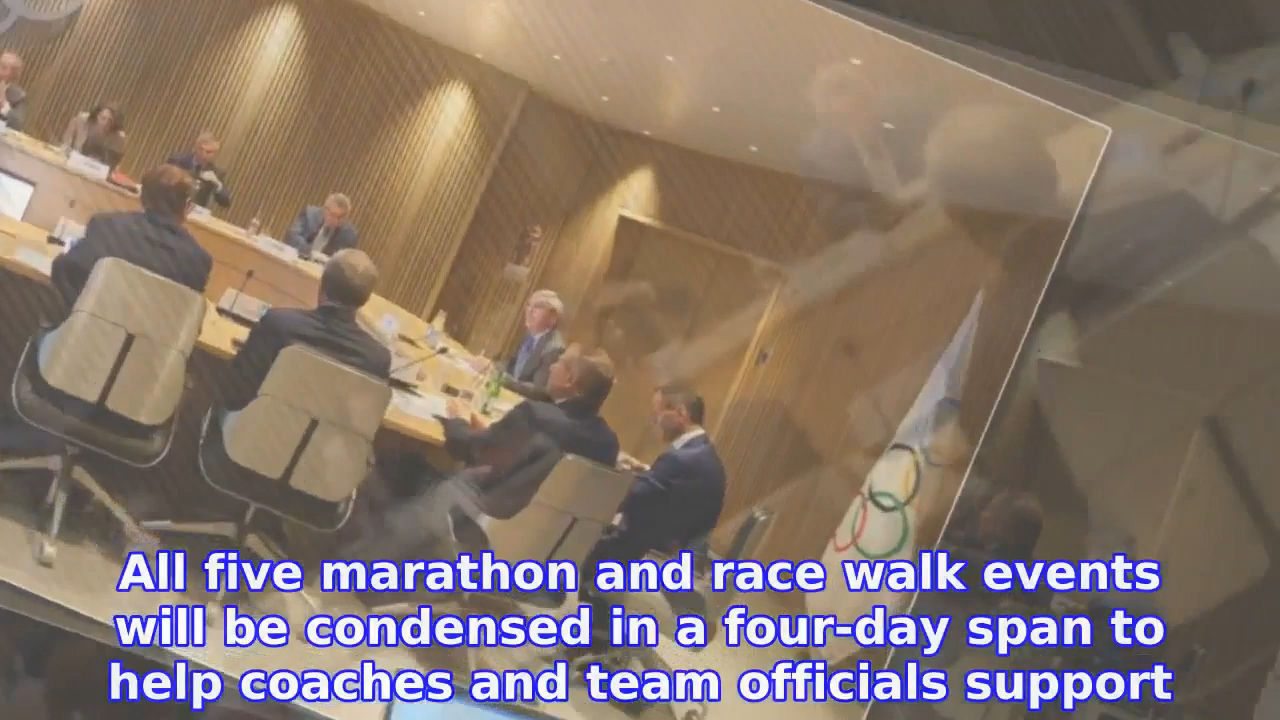 All five marathon and race walk events
will be condensed in a four-day span to
help coaches and team officials support